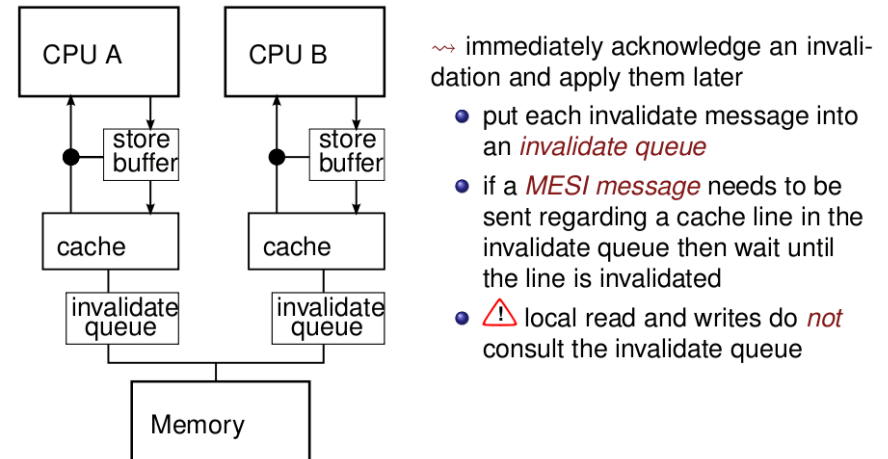 CPU A
CPU B
store
buffer
store
buffer
cache
cache
invalidate
queue
invalidate
queue
Memory
⇝ immediately acknowledge an invali-
dation and apply them later
put each invalidate message into
an invalidate queue
if a MESI message needs to be
sent regarding a cache line in the
invalidate queue then wait until
the line is invalidated
! local read and writes do not
consult the invalidate queue